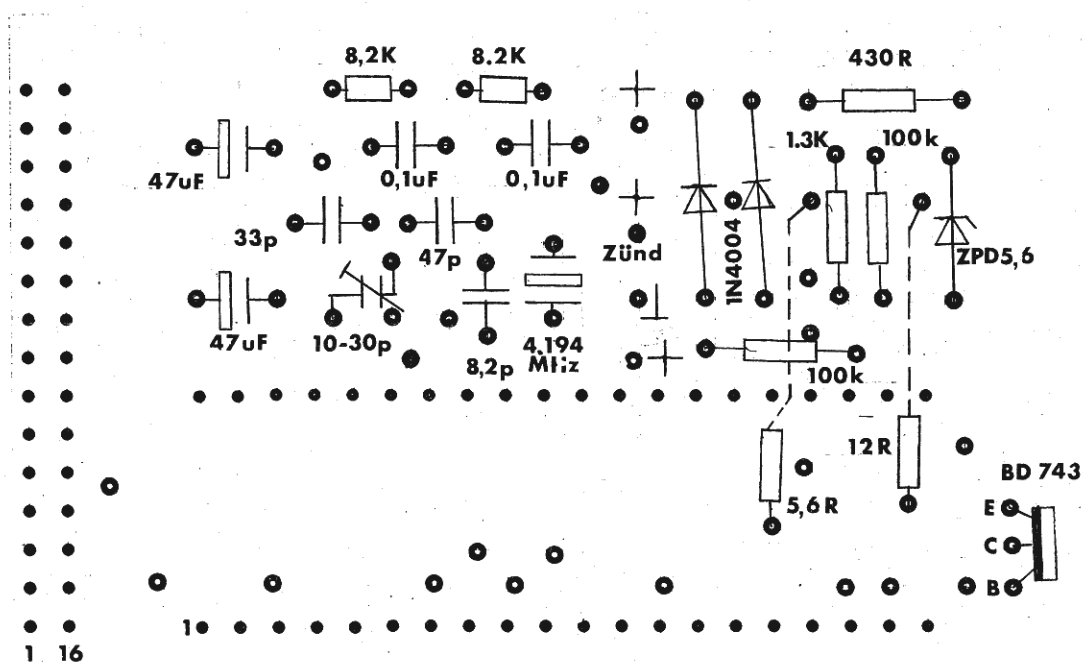 8,2K
8.2K
430R
1.3K
100k
47uF
0,1uF
0,1uF
33p
47p
Zünd
1N4004
ZPD5,6
47uF
10-30p
8,2p
4.194
MHz
100k
12R
BD 743
5,6R
E
C
B
1
1
16